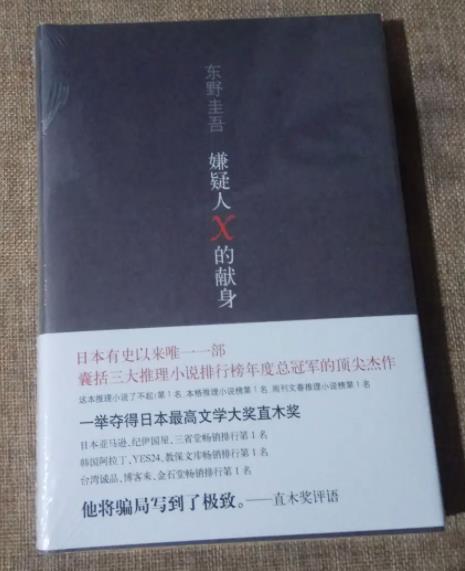 东野圭吾
嫌疑人X的献身
日本有史以来唯一一部
囊括三大推理小说排行榜年度总冠军的顶尖杰作
这本推理小说了不起!第1名 本格推理小说榜第1名 周刊文春推理小说榜第1名
一举夺得日本最高文学大奖直木奖
日本亚马逊、纪伊国屋、三省堂畅销排行第1名
韩国阿拉丁、YES24、教保文库畅销排行第1名
台湾诚品、博客来、金石堂畅销排行第1名
他将骗局写到了极致。——直木奖评语